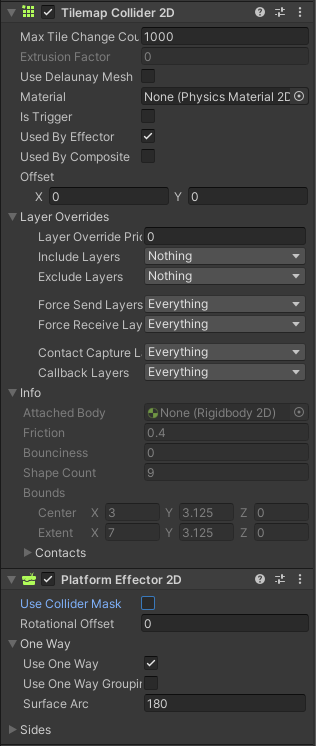 Tilemap Collider 2D
Max Tile Change Cou 1000
Extrusion Factor 0
Use Delaunay Mesh
Material None (Physics Material 2D
Is Trigger
Used By Effector
Used By Composite
Offset
X 0 Y 0
Layer Overrides
Layer Override Prio 0
Include Layers Nothing
Exclude Layers Nothing
Force Send Layers Everything
Force Receive Lay Everything
Contact Capture L Everything
Callback Layers Everything
Info
Attached Body None (Rigidbody 2D)
Friction 0.4
Bounciness 0
Shape Count 9
Bounds
Center X 3 Y 3.125 Z 0
Extent X 7 Y 3.125 Z 0
Contacts
Platform Effector 2D
Use Collider Mask
Rotational Offset 0
One Way
Use One Way
Use One Way Groupin
Surface Arc 180
Sides